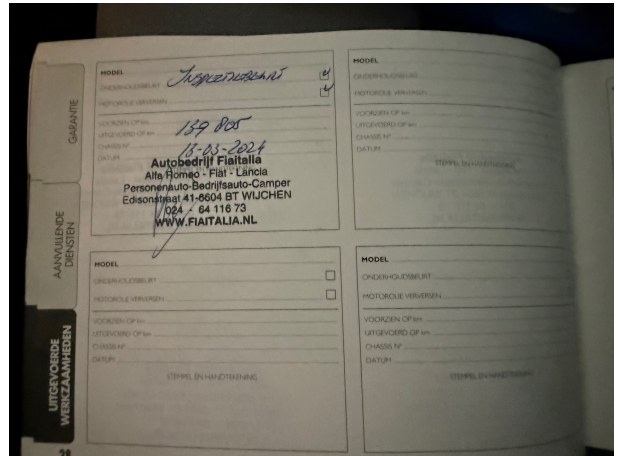 GARANTIE
AANVULLENDE
DIENSTEN
UITGEVOERDE
WERKZAAMHEDEN
MODEL
ONDERHOUDSBEURT Inspectiebeurt
MOTOROLIE VERVERSEN
VOORZIEN OP km
UITGEVOERD OP km 139 805
CHASSIS N°
DATUM 13-03-2024
Autobedrijf Fiaitalia
Alfa Romeo - Fiat - Lancia
Personenauto-Bedrijfsauto-Camper
Edisonstraat 41-6604 BT WIJCHEN
024 - 64 116 73
WWW.FIAITALIA.NL
MODEL
ONDERHOUDSBEURT
MOTOROLIE VERVERSEN
VOORZIEN OP km
UITGEVOERD OP km
CHASSIS N°
DATUM
STEMPEL EN HANDTEKENING
MODEL
ONDERHOUDSBEURT
MOTOROLIE VERVERSEN
VOORZIEN OP km
UITGEVOERD OP km
CHASSIS N°
DATUM
STEMPEL EN HANDTEKENING
MODEL
ONDERHOUDSBEURT
MOTOROLIE VERVERSEN
VOORZIEN OP km
UITGEVOERD OP km
CHASSIS N°
DATUM
STEMPEL EN HANDTEKENING
28